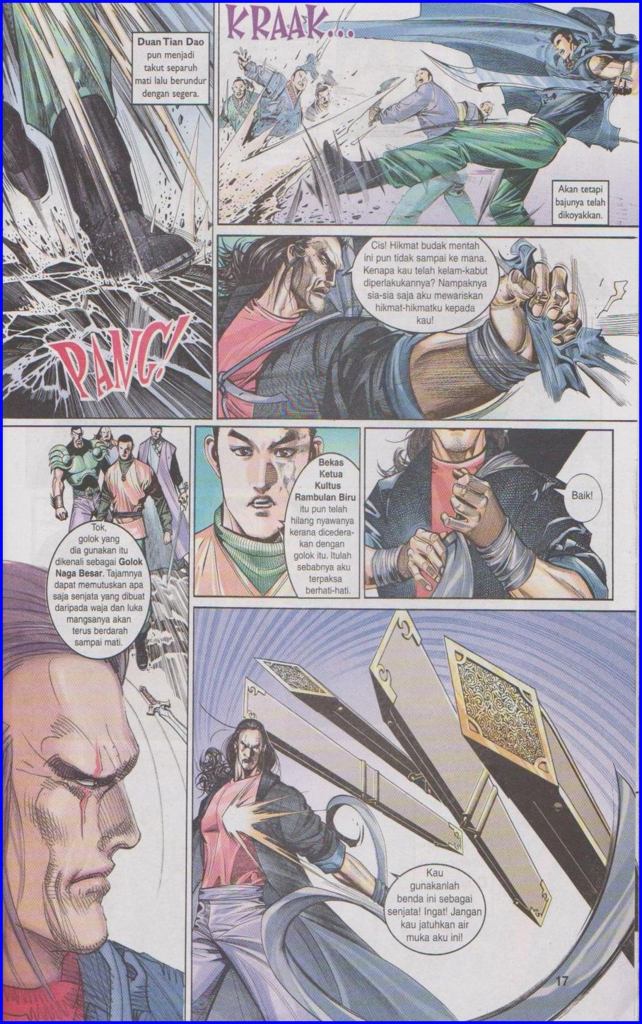 Duan Tian Dao
pun menjadi
takut separuh
mati lalu berundur
dengan segera.
KRAAK...
Akan tetapi
bajunya telah
dikoyakkan.
PANG!
Cis! Hikmat budak mentah
ini pun tidak sampai ke mana.
Kenapa kau telah kelam-kabut
diperlakukannya? Nampaknya
sia-sia saja aku mewariskan
hikmat-hikmatku kepada
kau!
Tok,
golok yang
dia gunakan itu
dikenali sebagai Golok
Naga Besar. Tajamnya
dapat memutuskan apa
saja senjata yang dibuat
daripada waja dan luka
mangsanya akan
terus berdarah
sampai mati.
Bekas
Ketua
Kultus
Rambulan Biru
itu pun telah
hilang nyawanya
kerana dicedera-
kan dengan
golok itu. Itulah
sebabnya aku
terpaksa
berhati-hati.
Baik!
Kau
gunakanlah
benda ini sebagai
senjata! Ingat! Jangan
kau jatuhkan air
muka aku ini!
17